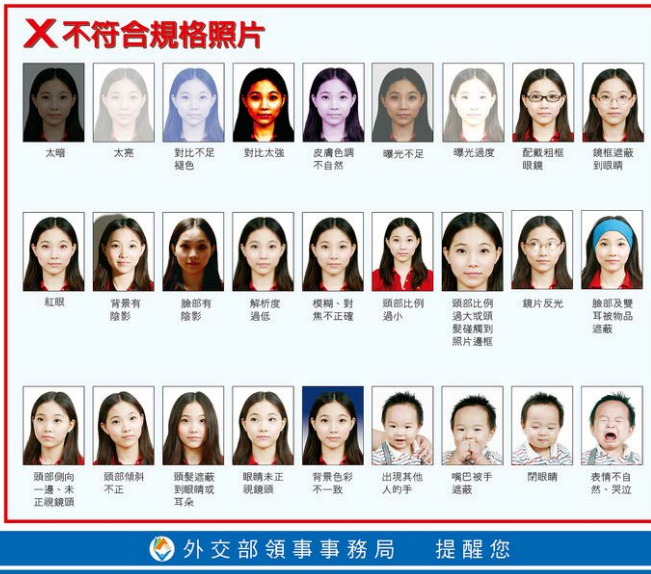 X 不符合規格照片
太暗
太亮
對比不足
褪色
對比太強
皮膚色調
不自然
曝光不足
曝光過度
配戴粗框
眼鏡
鏡框遮蔽
到眼睛
紅眼
背景有
陰影
臉部有
陰影
解析度
過低
模糊、對
焦不正確
頭部比例
過小
頭部比例
過大或頭
髮碰觸到
照片邊框
鏡片反光
臉部及雙
耳被物品
遮蔽
頭部側向
一邊、未
正視鏡頭
頭部傾斜
不正
頭髮遮蔽
到眼睛或
耳朵
眼睛未正
視鏡頭
背景色彩
不一致
出現其他
人的手
嘴巴被手
遮蔽
閉眼睛
表情不自
然、哭泣
外交部領事事務局 提醒您